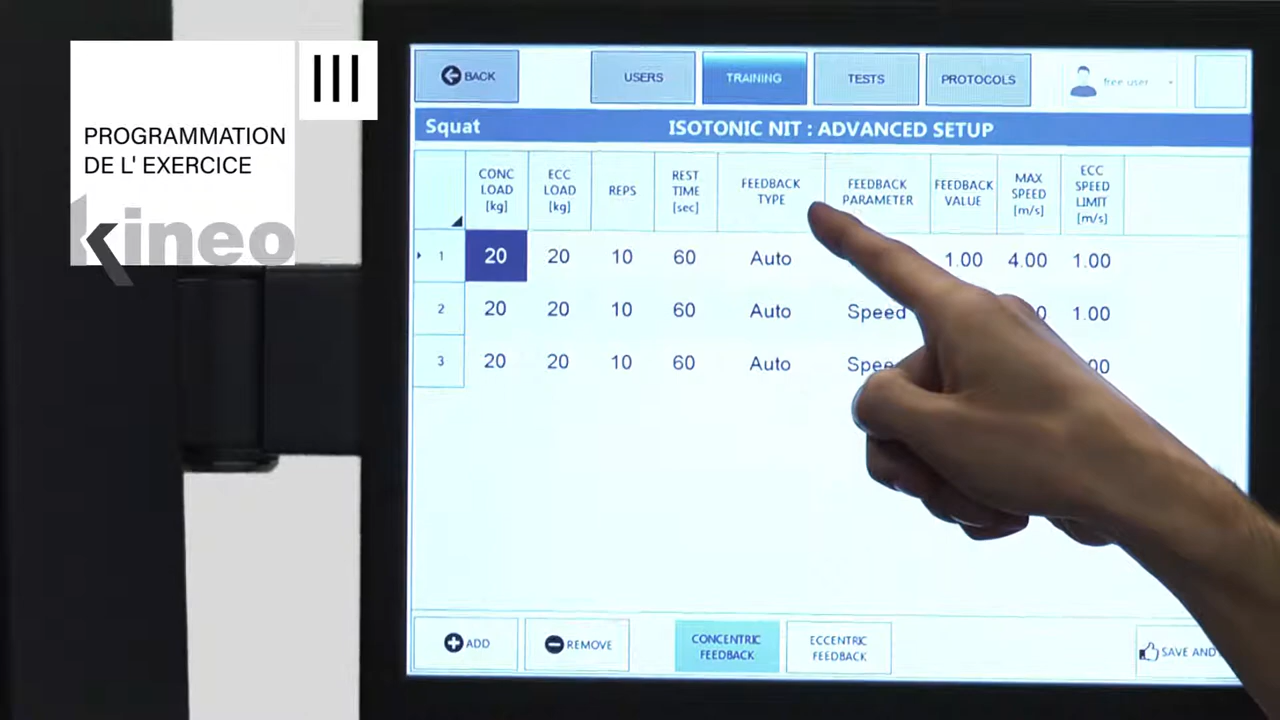 III
PROGRAMMATION
DE L' EXERCICE
kineo
BACK
USERS
TRAINING
TESTS
PROTOCOLS
free user
Squat
ISOTONIC NIT : ADVANCED SETUP
CONC
LOAD
[kg]
ECC
LOAD
[kg]
REPS
REST
TIME
[sec]
FEEDBACK
TYPE
FEEDBACK
PARAMETER
FEEDBACK
VALUE
MAX
SPEED
[m/s]
ECC
SPEED
LIMIT
[m/s]
1 20 20 10 60 Auto 1.00 4.00 1.00
2 20 20 10 60 Auto Speed 1.00
3 20 20 10 60 Auto
ADD
REMOVE
CONCENTRIC
FEEDBACK
ECCENTRIC
FEEDBACK
SAVE AND